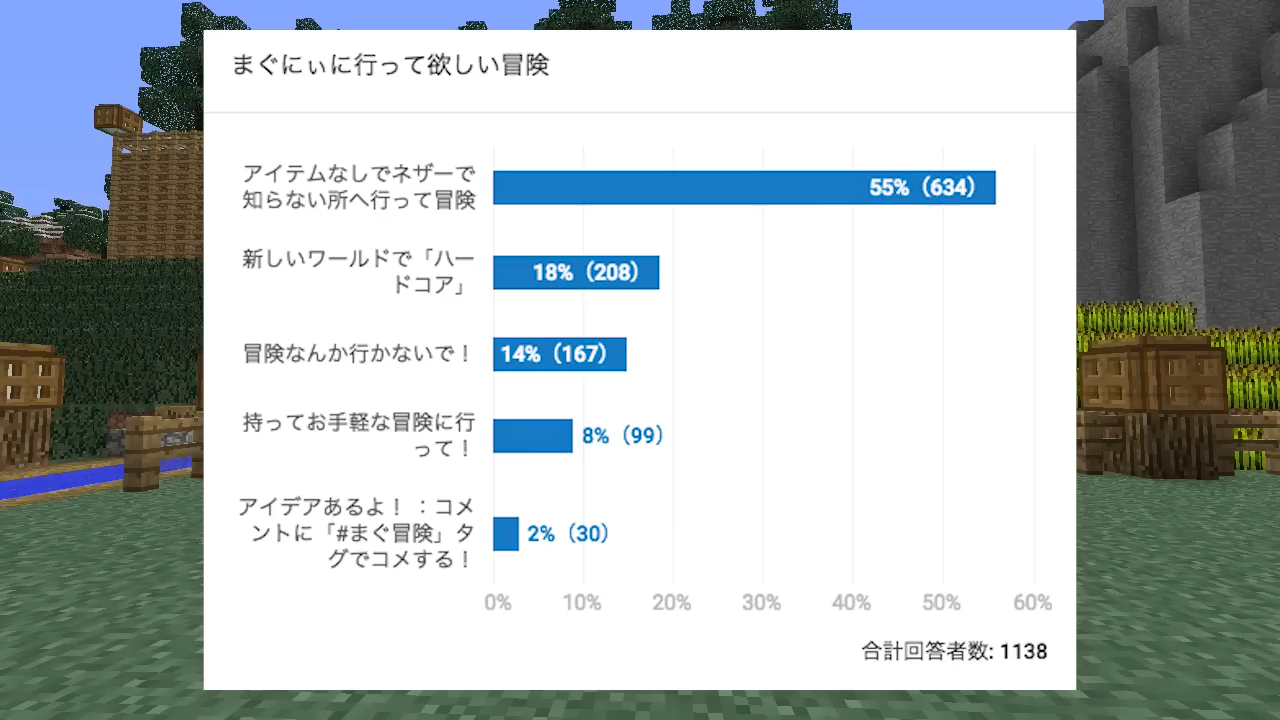 まぐにぃに行って欲しい冒険
アイテムなしでネザーで
知らない所へ行って冒険
55%（634）
新しいワールドで「ハー
ドコア」
18%（208）
冒険なんか行かないで！
14%（167）
持ってお手軽な冒険に行
って！
8%（99）
アイデアあるよ！：コメ
ントに「#まぐ冒険」タ
グでコメする！
2%（30）
0% 10% 20% 30% 40% 50% 60%
合計回答者数: 1138